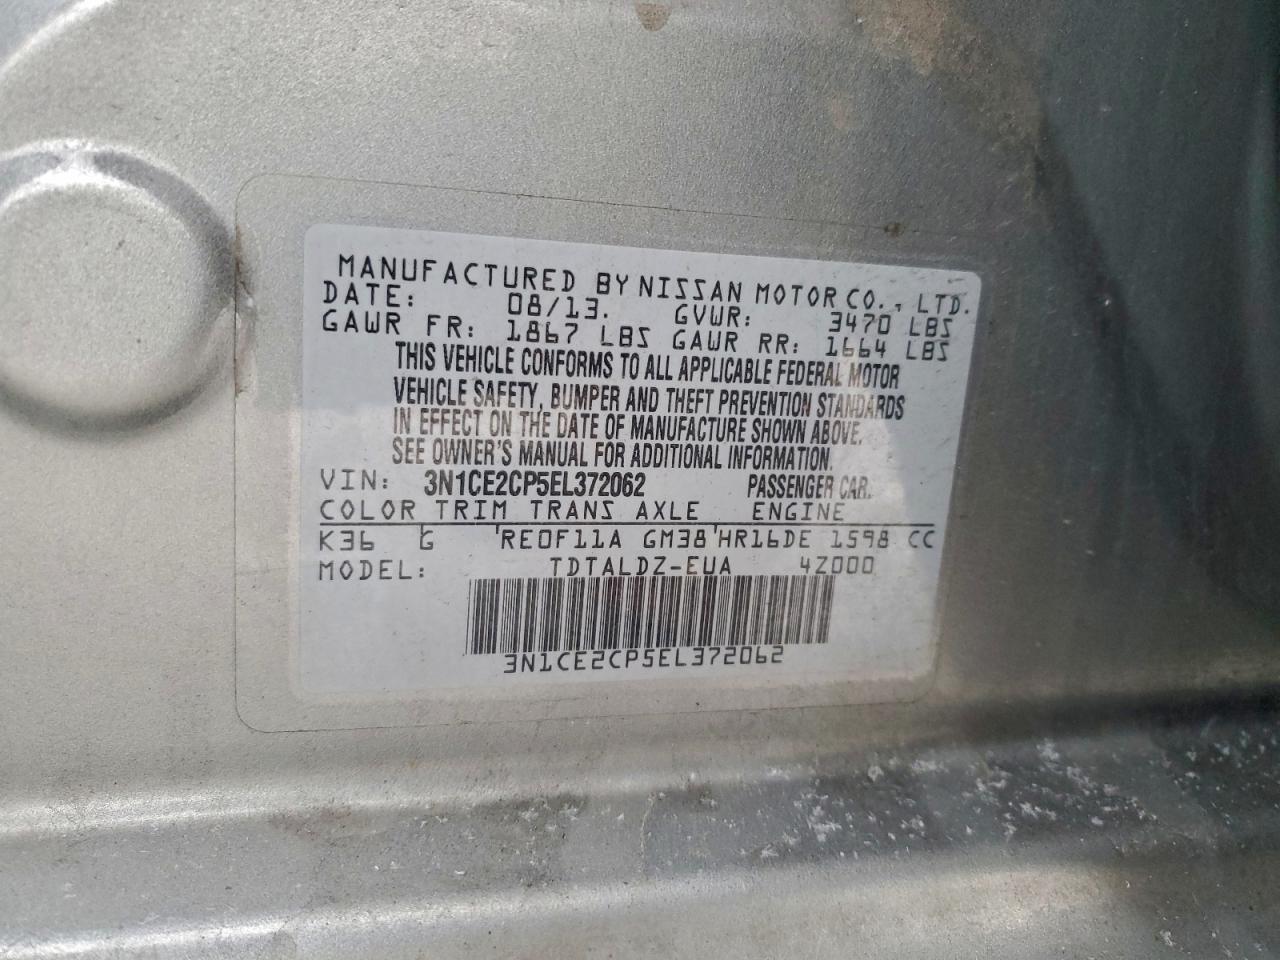 MANUFACTURED BY NISSAN MOTOR CO., LTD.
DATE: 08/13. GVWR: 3470 LBS
GAWR FR: 1867 LBS GAWR RR: 1664 LBS
THIS VEHICLE CONFORMS TO ALL APPLICABLE FEDERAL MOTOR
VEHICLE SAFETY, BUMPER AND THEFT PREVENTION STANDARDS
IN EFFECT ON THE DATE OF MANUFACTURE SHOWN ABOVE.
SEE OWNER'S MANUAL FOR ADDITIONAL INFORMATION.
VIN: 3N1CE2CP5EL372062 PASSENGER CAR.
COLOR TRIM TRANS AXLE ENGINE
K36 G RE0F11A GM38 HR16DE 1598 CC
MODEL: TDTALDZ-EUA 4Z000
3N1CE2CP5EL372062